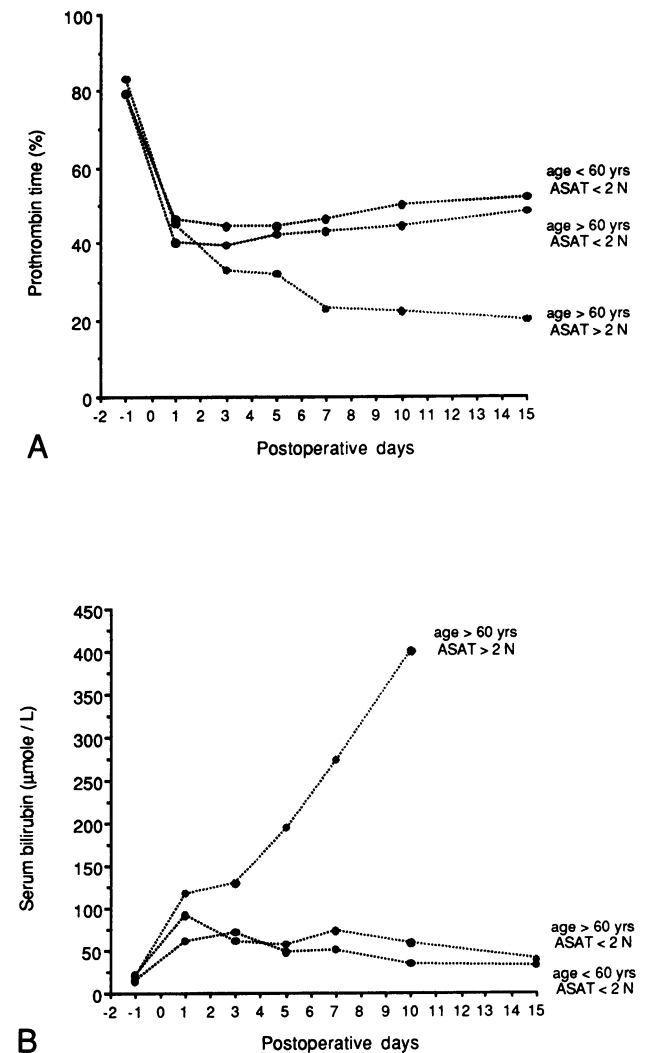 100
80
60
40
20
0
Prothrombin time (%)
age < 60 yrs
ASAT < 2 N
age > 60 yrs
ASAT < 2 N
age > 60 yrs
ASAT > 2 N
-2 -1 0 1 2 3 4 5 6 7 8 9 10 11 12 13 14 15
Postoperative days
A
450
400
350
300
250
200
150
100
50
0
Serum bilirubin (µmole / L)
age > 60 yrs
ASAT > 2 N
age > 60 yrs
ASAT < 2 N
age < 60 yrs
ASAT < 2 N
-2 -1 0 1 2 3 4 5 6 7 8 9 10 11 12 13 14 15
Postoperative days
B